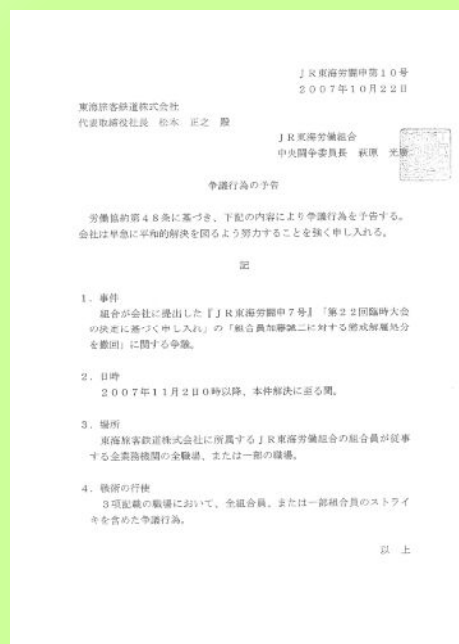 JR東海労闘申第10号
2007年10月22日
東海旅客鉄道株式会社
代表取締役社長 松本 正之 殿
JR東海労働組合
中央闘争委員長 萩原 光廣
争議行為の予告
労働協約第48条に基づき、下記の内容により争議行為を予告する。
会社は早急に平和的解決を図るよう努力することを強く申し入れる。
記
1.事件
組合が会社に提出した『JR東海労闘申7号』「第22回臨時大会
の決定に基づく申し入れ」の「組合員加藤誠二に対する懲戒解雇処分
を撤回」に関する争議。
2.日時
2007年11月2日0時以降、本件解決に至る間。
3.場所
東海旅客鉄道株式会社に所属するJR東海労働組合の組合員が従事
する全業務機関の全職場、または一部の職場。
4.戦術の行使
3項記載の職場において、全組合員、または一部組合員のストライ
キを含めた争議行為。
以 上